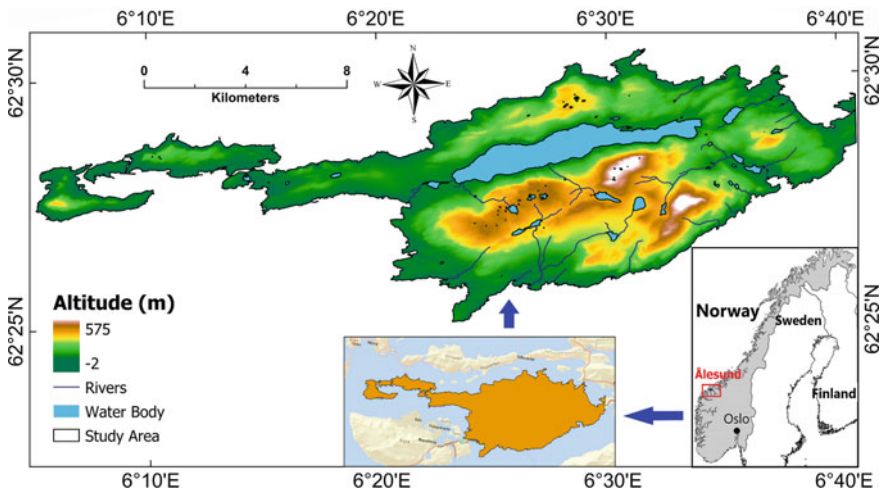 6°10'E 6°20'E 6°30'E 6°40'E
62°30'N 62°30'N
0 4 8
Kilometers
N
W E
S
Altitude (m)
575
-2
Rivers
Water Body
Study Area
62°25'N 62°25'N
Norway
Sweden
Ålesund
Finland
Oslo
6°10'E 6°20'E 6°30'E 6°40'E